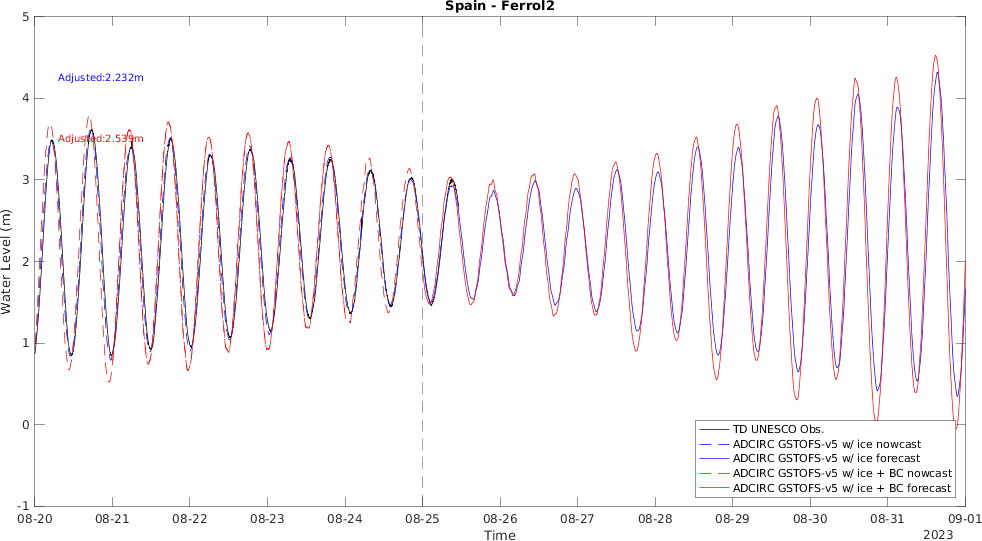 Spain - Ferrol2
5
4
3
2
1
0
-1
Water Level (m)
Adjusted:2.232m
Adjusted:2.539m
TD UNESCO Obs.
ADCIRC GSTOFS-v5 w/ ice nowcast
ADCIRC GSTOFS-v5 w/ ice forecast
ADCIRC GSTOFS-v5 w/ ice + BC nowcast
ADCIRC GSTOFS-v5 w/ ice + BC forecast
08-20 08-21 08-22 08-23 08-24 08-25 08-26 08-27 08-28 08-29 08-30 08-31 09-01
Time
2023